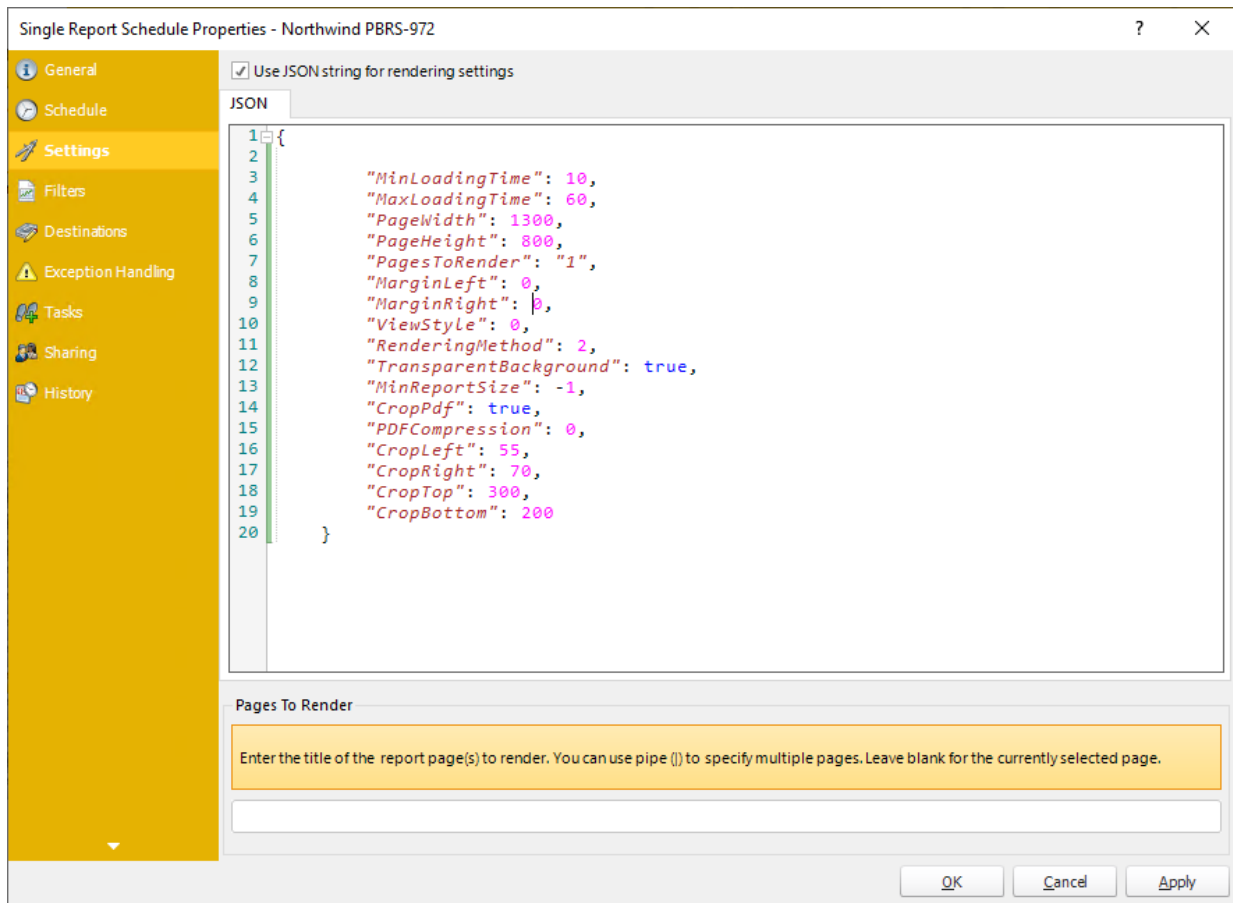 Single Report Schedule Properties - Northwind PBRS-972
?
General
Schedule
Settings
Filters
Destinations
Exception Handling
Tasks
Sharing
History
Use JSON string for rendering settings
JSON
1 {
2
3 "MinLoadingTime": 10,
4 "MaxLoadingTime": 60,
5 "PageWidth": 1300,
6 "PageHeight": 800,
7 "PagesToRender": "1",
8 "MarginLeft": 0,
9 "MarginRight": 0,
10 "ViewStyle": 0,
11 "RenderingMethod": 2,
12 "TransparentBackground": true,
13 "MinReportSize": -1,
14 "CropPdf": true,
15 "PDFCompression": 0,
16 "CropLeft": 55,
17 "CropRight": 70,
18 "CropTop": 300,
19 "CropBottom": 200
20 }
Pages To Render
Enter the title of the report page(s) to render. You can use pipe (|) to specify multiple pages. Leave blank for the currently selected page.
OK
Cancel
Apply